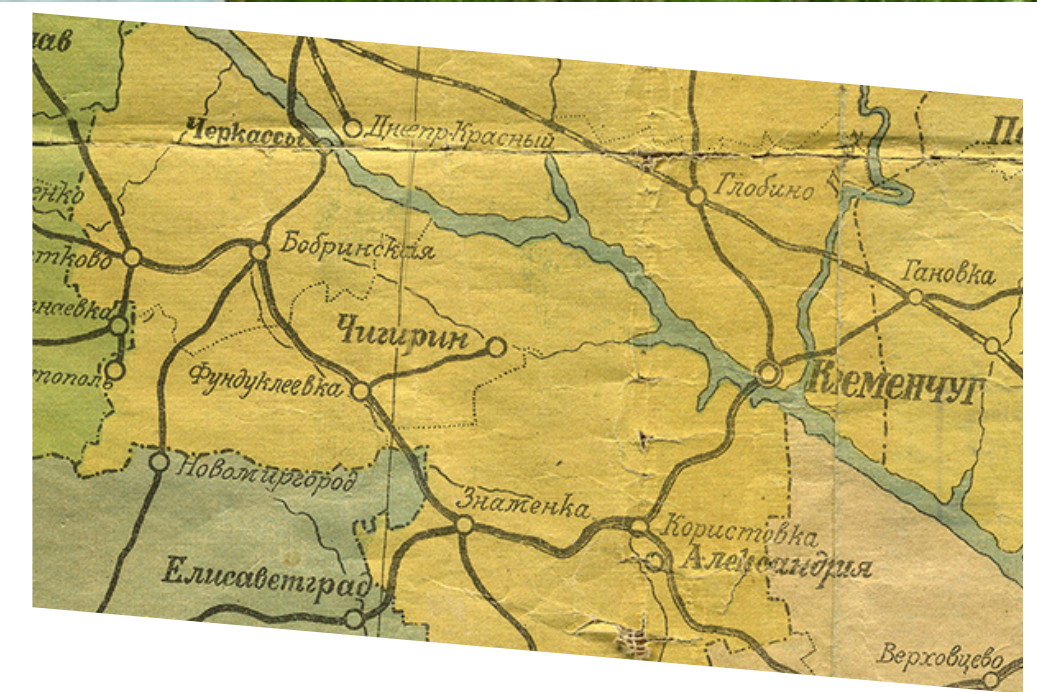 Черкассы
Днепр-Красный
Глобино
Бобринская
Гановка
Чигирин
Фундуклеевка
Кременчуг
Новомиргород
Знаменка
Користовка
Александрия
Елисаветград
Верховцево